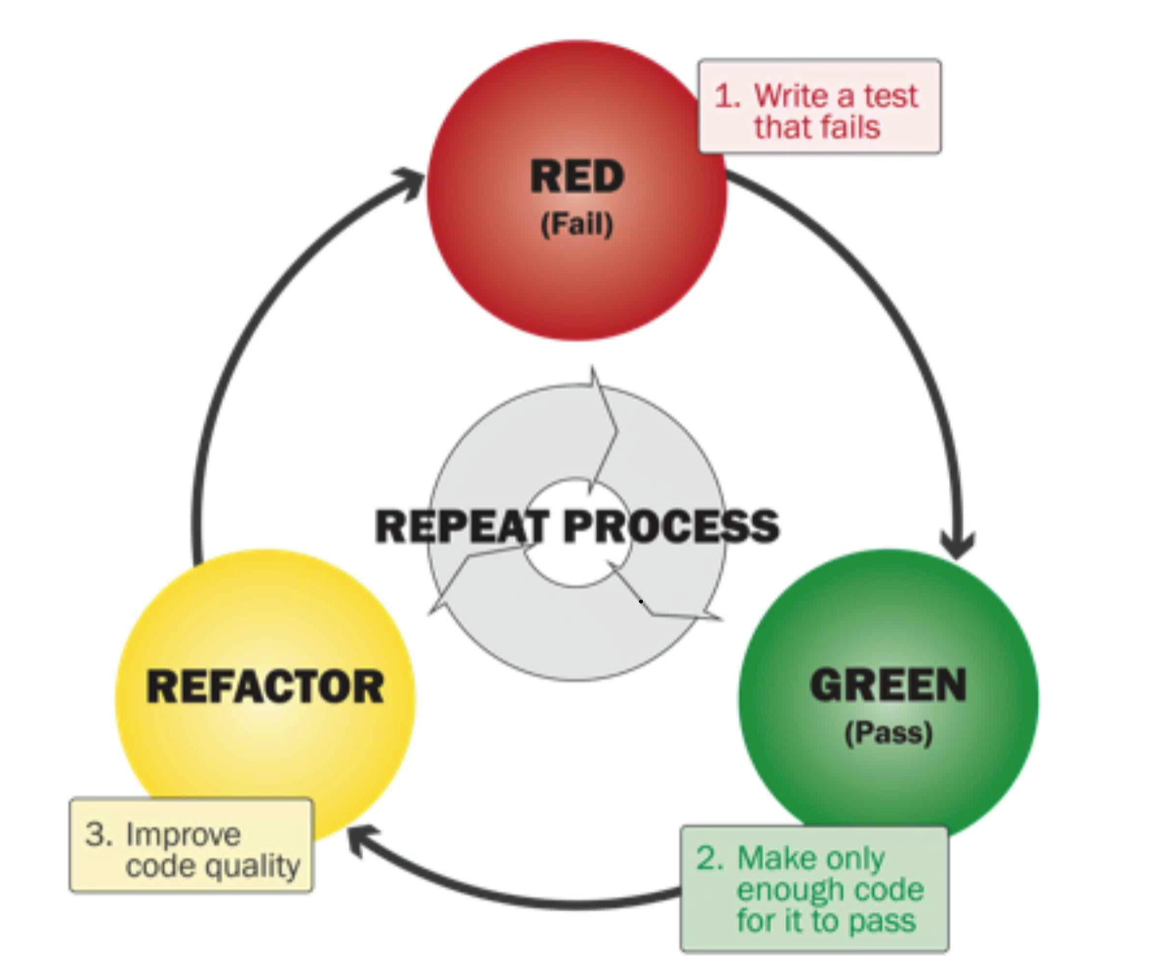 RED
(Fail)
1. Write a test
that fails
REPEAT PROCESS
REFACTOR
3. Improve
code quality
GREEN
(Pass)
2. Make only
enough code
for it to pass